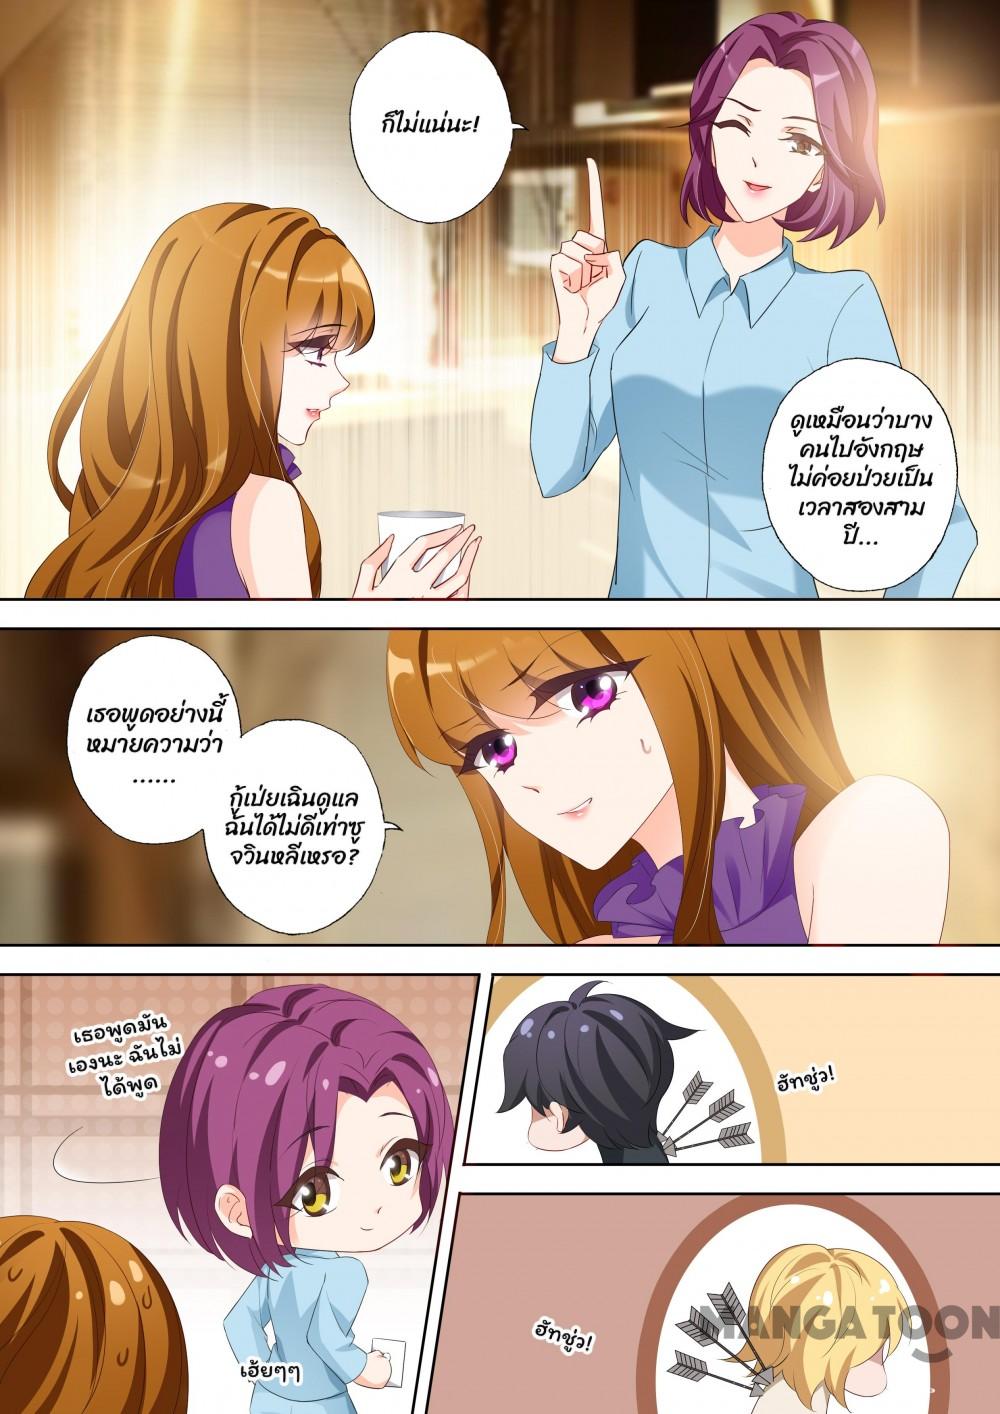 ก็ไม่แน่นะ!
ดูเหมือนว่าบาง
คนไปอังกฤษ
ไม่ค่อยป่วยเป็น
เวลาสองสาม
ปี...
เธอพูดอย่างนี้
หมายความว่า
......
กู้เป่ยเฉินดูแล
ฉันได้ไม่ดีเท่าซู
จวินหลีเหรอ?
เธอพูดมัน
เองนะ ฉันไม่
ได้พูด
ฮัทชู่ว!
เฮ้ยๆๆ
ฮัทชู่ว!
MANGA TOON